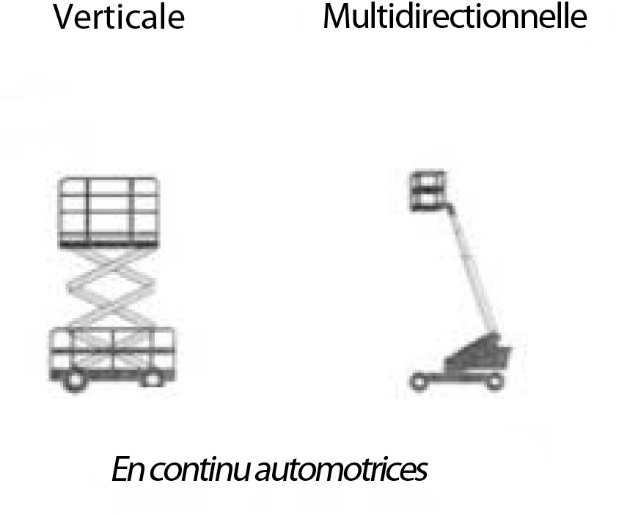 Verticale
Multidirectionnelle
En continu automotrices